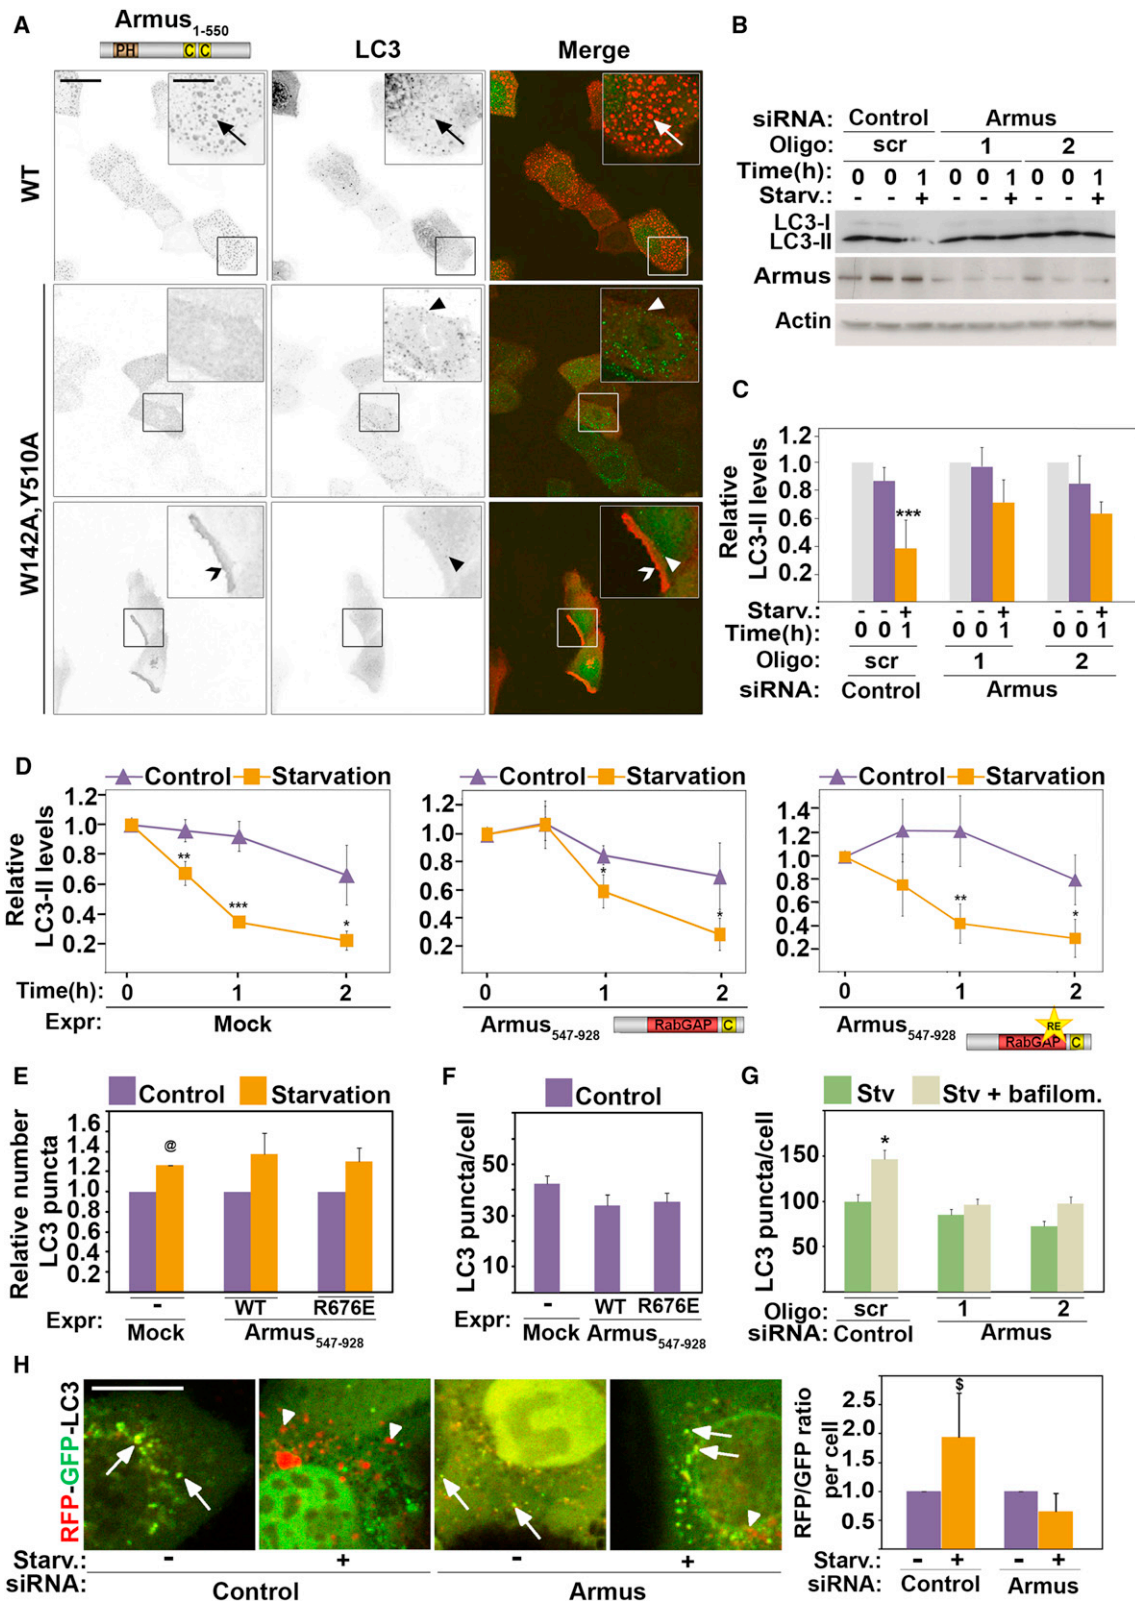 A
Armus1-550
PH
C C
LC3
Merge
WT
W142A,Y510A
B
siRNA: Control Armus
Oligo: scr 1 2
Time(h): 0 0 1 0 0 1 0 0 1
Starv.: - - + - - + - - +
LC3-I
LC3-II
Armus
Actin
C
Relative
LC3-II levels
1.2
1.0
0.8
0.6
0.4
0.2
***
Starv.: - - + - - + - - +
Time(h): 0 0 1 0 0 1 0 0 1
Oligo: scr 1 2
siRNA: Control Armus
D
Control Starvation
Relative
LC3-II levels
1.2
1.0
0.8
0.6
0.4
0.2
**
***
*
Time(h): 0 1 2
Expr: Mock
Control Starvation
1.2
1.0
0.8
0.6
0.4
0.2
*
*
0 1 2
Armus547-928
RabGAP C
Control Starvation
1.4
1.2
1.0
0.8
0.6
0.4
0.2
**
*
0 1 2
Armus547-928
RE
RabGAP C
E
Control Starvation
Relative number
LC3 puncta
1.6
1.4
1.2
1.0
0.8
0.6
0.4
0.2
@
- WT R676E
Expr: Mock Armus547-928
F
Control
LC3 puncta/cell
50
30
10
- WT R676E
Expr: Mock Armus547-928
G
Stv Stv + bafilom.
LC3 puncta/cell
150
100
50
*
Oligo: scr 1 2
siRNA: Control Armus
H
RFP-GFP-LC3
Starv.: - + - +
siRNA: Control Armus
RFP/GFP ratio
per cell
2.5
2.0
1.5
1.0
0.5
$
Starv.: - + - +
siRNA: Control Armus